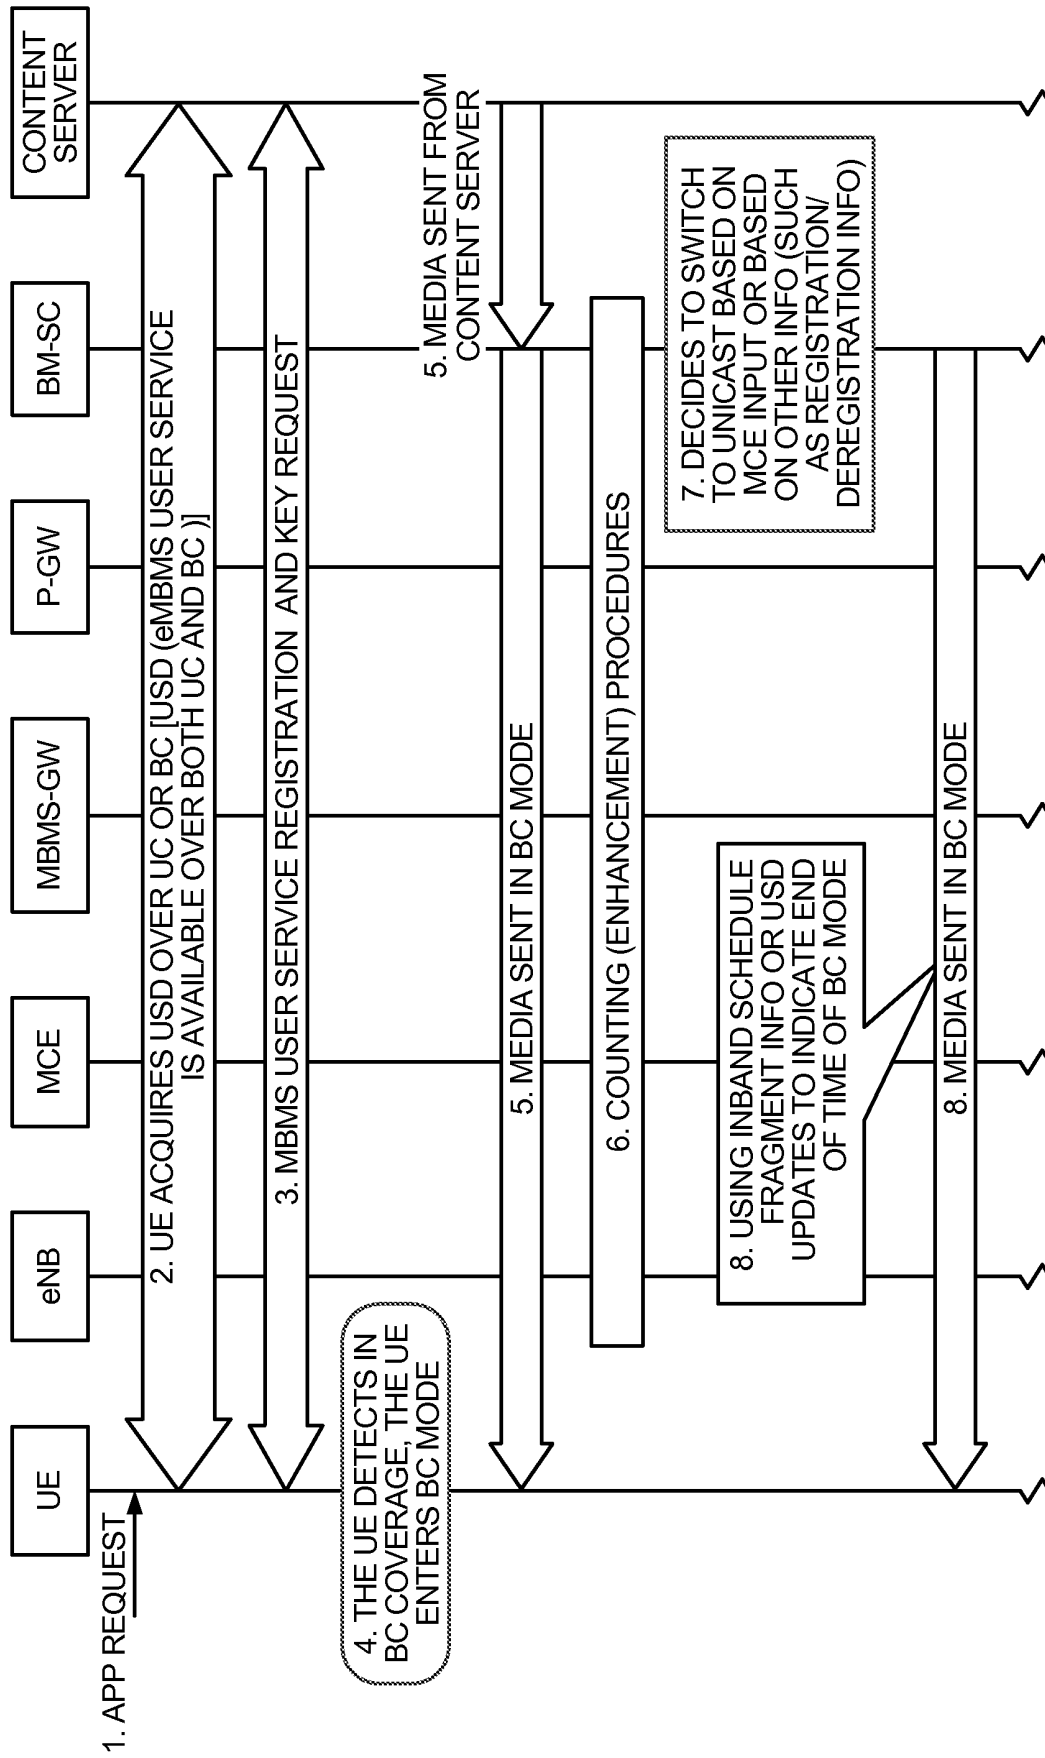 UE
eNB
MCE
MBMS-GW
P-GW
BM-SC
CONTENT
SERVER
1. APP REQUEST
2. UE ACQUIRES USD OVER UC OR BC [USD (eMBMS USER SERVICE
IS AVAILABLE OVER BOTH UC AND BC )]
3. MBMS USER SERVICE REGISTRATION AND KEY REQUEST
4. THE UE DETECTS IN
BC COVERAGE, THE UE
ENTERS BC MODE
5. MEDIA SENT FROM
CONTENT SERVER
5. MEDIA SENT IN BC MODE
6. COUNTING (ENHANCEMENT) PROCEDURES
7. DECIDES TO SWITCH
TO UNICAST BASED ON
MCE INPUT OR BASED
ON OTHER INFO (SUCH
AS REGISTRATION/
DEREGISTRATION INFO)
8. USING INBAND SCHEDULE
FRAGMENT INFO OR USD
UPDATES TO INDICATE END
OF TIME OF BC MODE
8. MEDIA SENT IN BC MODE